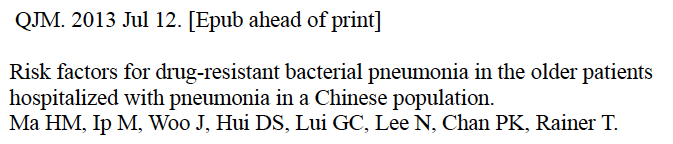 QJM. 2013 Jul 12. [Epub ahead of print]
Risk factors for drug-resistant bacterial pneumonia in the older patients
hospitalized with pneumonia in a Chinese population.
Ma HM, Ip M, Woo J, Hui DS, Lui GC, Lee N, Chan PK, Rainer T.